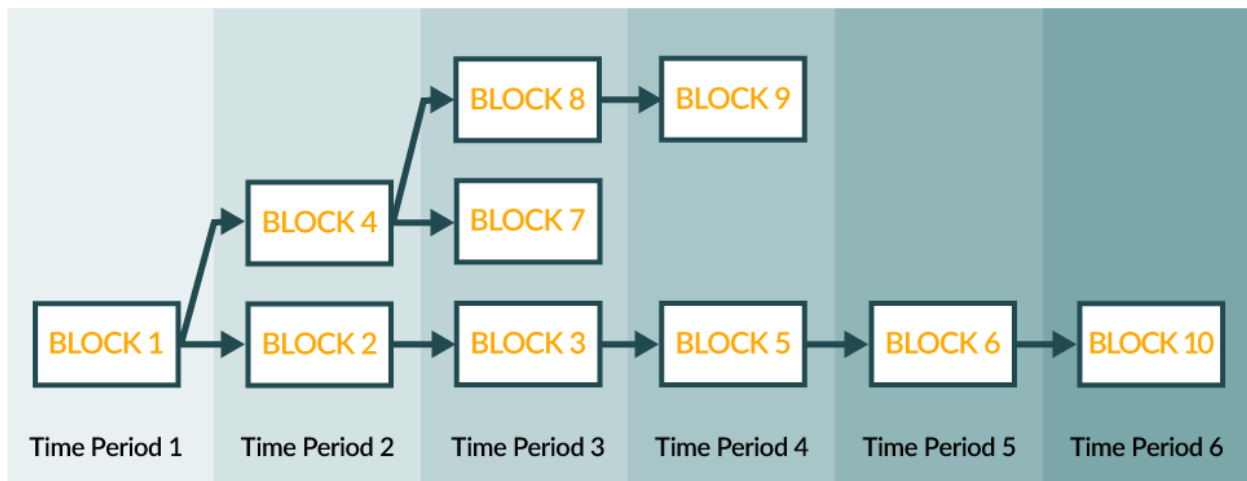 BLOCK 8
BLOCK 9
BLOCK 4
BLOCK 7
BLOCK 1
BLOCK 2
BLOCK 3
BLOCK 5
BLOCK 6
BLOCK 10
Time Period 1
Time Period 2
Time Period 3
Time Period 4
Time Period 5
Time Period 6